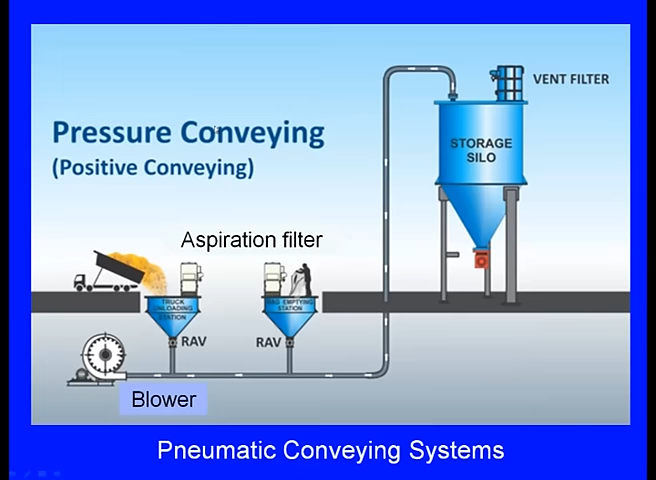 Pressure Conveying
(Positive Conveying)
VENT FILTER
STORAGE
SILO
Aspiration filter
TRUCK
UNLOADING
STATION
BAG EMPTYING
STATION
RAV
RAV
Blower
Pneumatic Conveying Systems